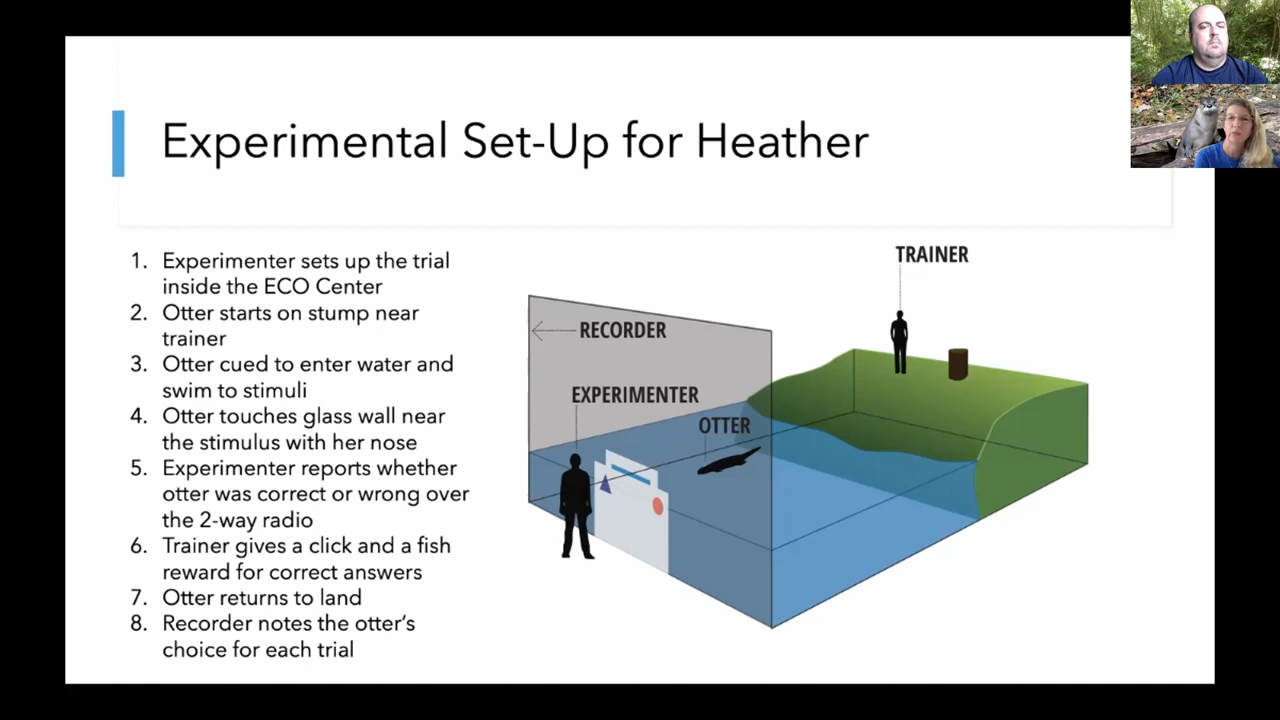 Experimental Set-Up for Heather
1. Experimenter sets up the trial
inside the ECO Center
2. Otter starts on stump near
trainer
3. Otter cued to enter water and
swim to stimuli
4. Otter touches glass wall near
the stimulus with her nose
5. Experimenter reports whether
otter was correct or wrong over
the 2-way radio
6. Trainer gives a click and a fish
reward for correct answers
7. Otter returns to land
8. Recorder notes the otter's
choice for each trial
TRAINER
RECORDER
EXPERIMENTER
OTTER